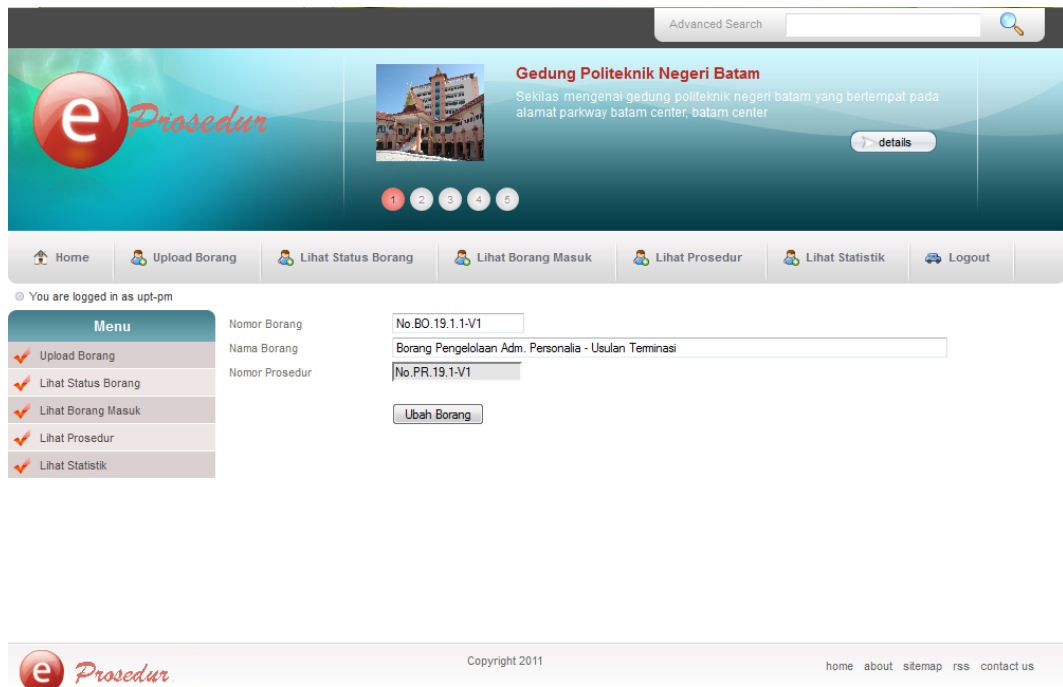 Advanced Search
e Prosedur
Gedung Politeknik Negeri Batam
Sekilas mengenai gedung politeknik negeri batam yang bertempat pada
alamat parkway batam center, batam center
details
1 2 3 4 5
Home Upload Borang Lihat Status Borang Lihat Borang Masuk Lihat Prosedur Lihat Statistik Logout
You are logged in as upt-pm
Menu
Upload Borang
Lihat Status Borang
Lihat Borang Masuk
Lihat Prosedur
Lihat Statistik
Nomor Borang No.BO.19.1.1-V1
Nama Borang Borang Pengelolaan Adm. Personalia - Usulan Terminasi
Nomor Prosedur No.PR.19.1-V1
Ubah Borang
e Prosedur
Copyright 2011
home about sitemap rss contact us